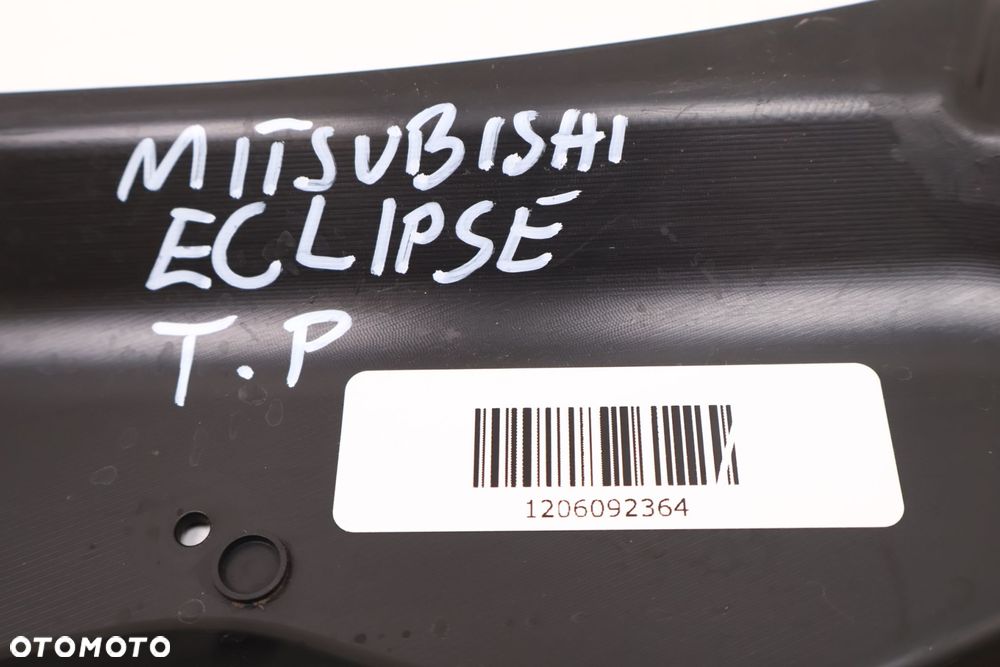 MITSUBISHI
ECLIPSE
T.P
1206092364
OTOMOTO